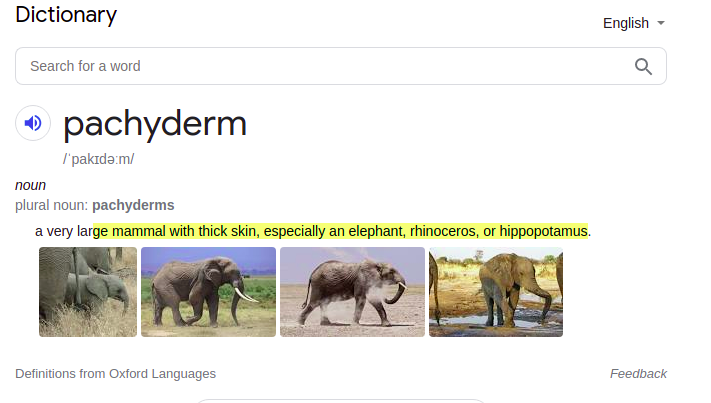 Dictionary
English
Search for a word
pachyderm
/ˈpakɪdəːm/
noun
plural noun: pachyderms
a very large mammal with thick skin, especially an elephant, rhinoceros, or hippopotamus.
Definitions from Oxford Languages
Feedback